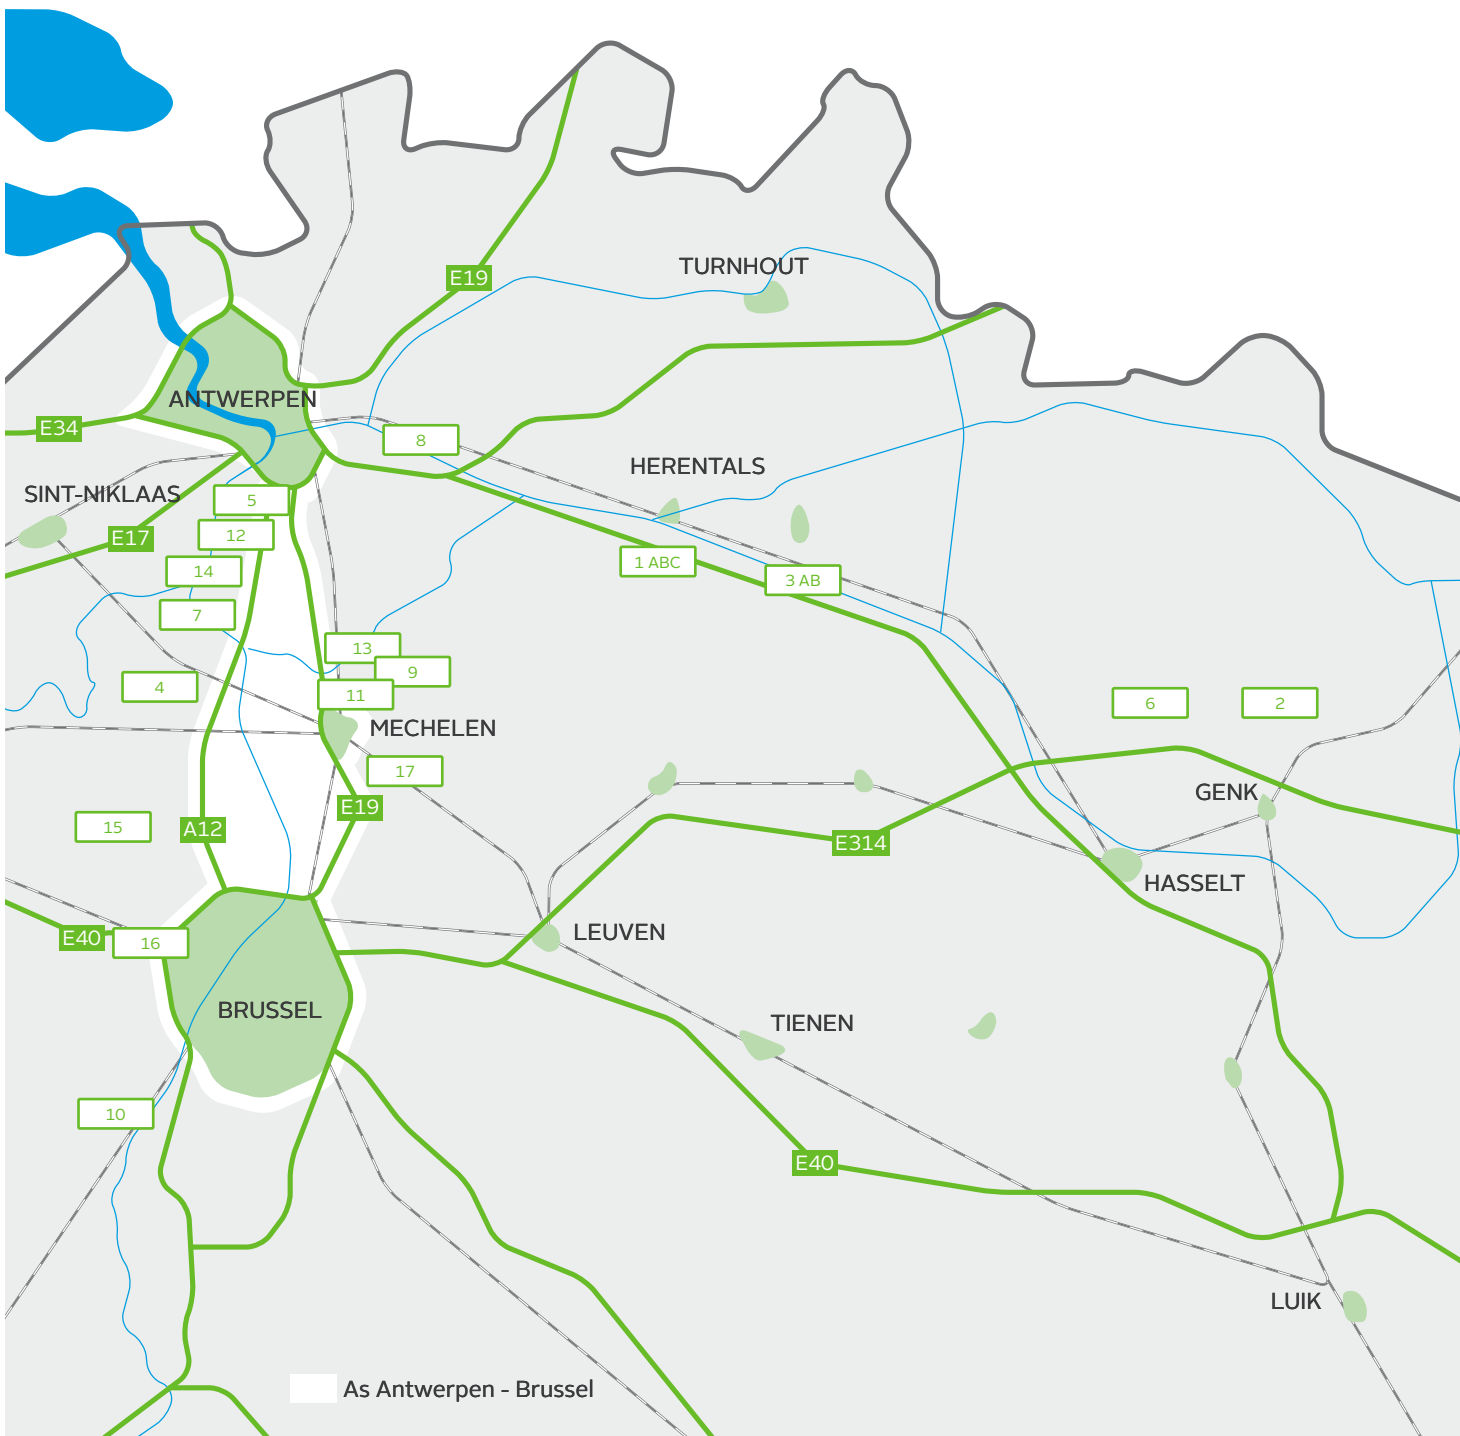 TURNHOUT
E19
ANTWERPEN
E34
8
HERENTALS
SINT-NIKLAAS
5
12
E17
1 ABC
14
3 AB
7
13
9
4
11
6
2
MECHELEN
17
GENK
E19
15
A12
E314
HASSELT
LEUVEN
E40
16
BRUSSEL
TIENEN
10
E40
LUIK
As Antwerpen - Brussel